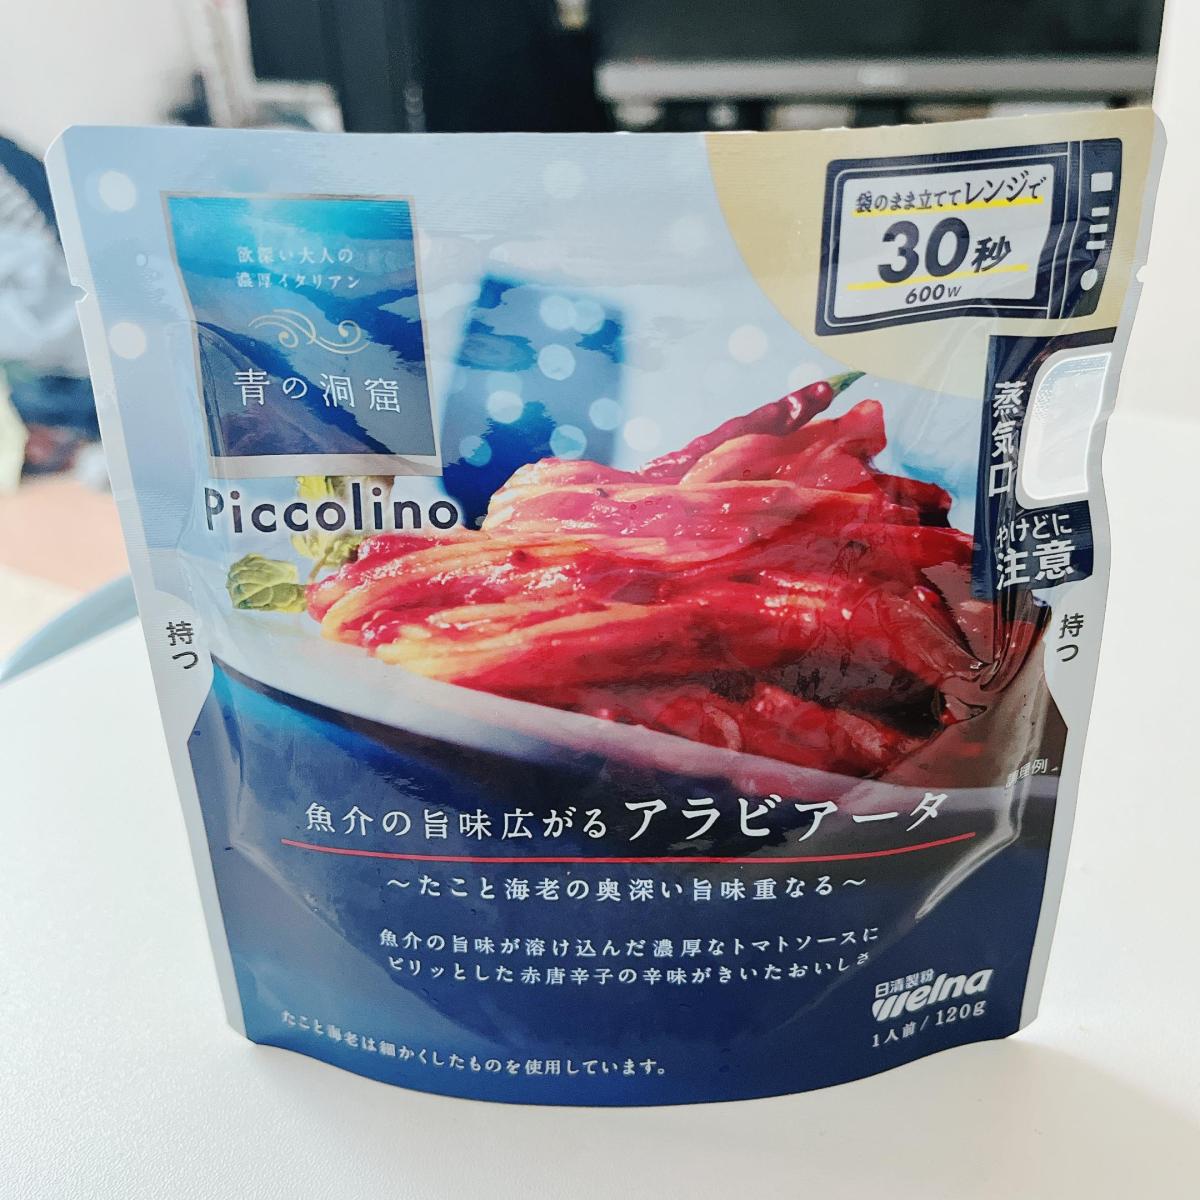 袋のまま立ててレンジで
30秒
600W
欲深い大人の
濃厚イタリアン
青の洞窟
Piccolino
蒸気口
やけどに
注意
持つ
持つ
調理例
魚介の旨味広がるアラビアータ
～たこと海老の奥深い旨味重なる～
魚介の旨味が溶け込んだ濃厚なトマトソースに
ピリッとした赤唐辛子の辛味がきいたおいしさ
日清製粉
welna
1人前/120g
たこと海老は細かくしたものを使用しています。